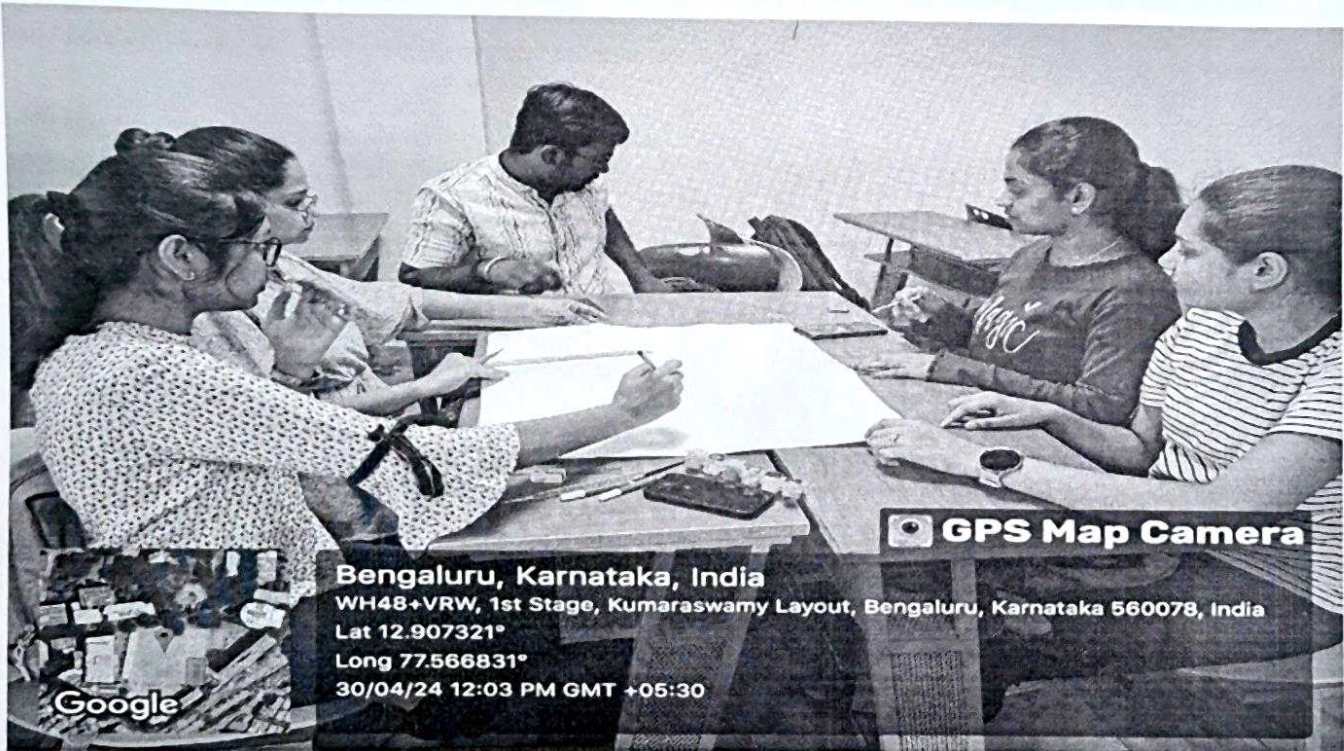 Magic
GPS Map Camera
Bengaluru, Karnataka, India
WH48+VRW, 1st Stage, Kumaraswamy Layout, Bengaluru, Karnataka 560078, India
Lat 12.907321°
Long 77.566831°
30/04/24 12:03 PM GMT +05:30
Google